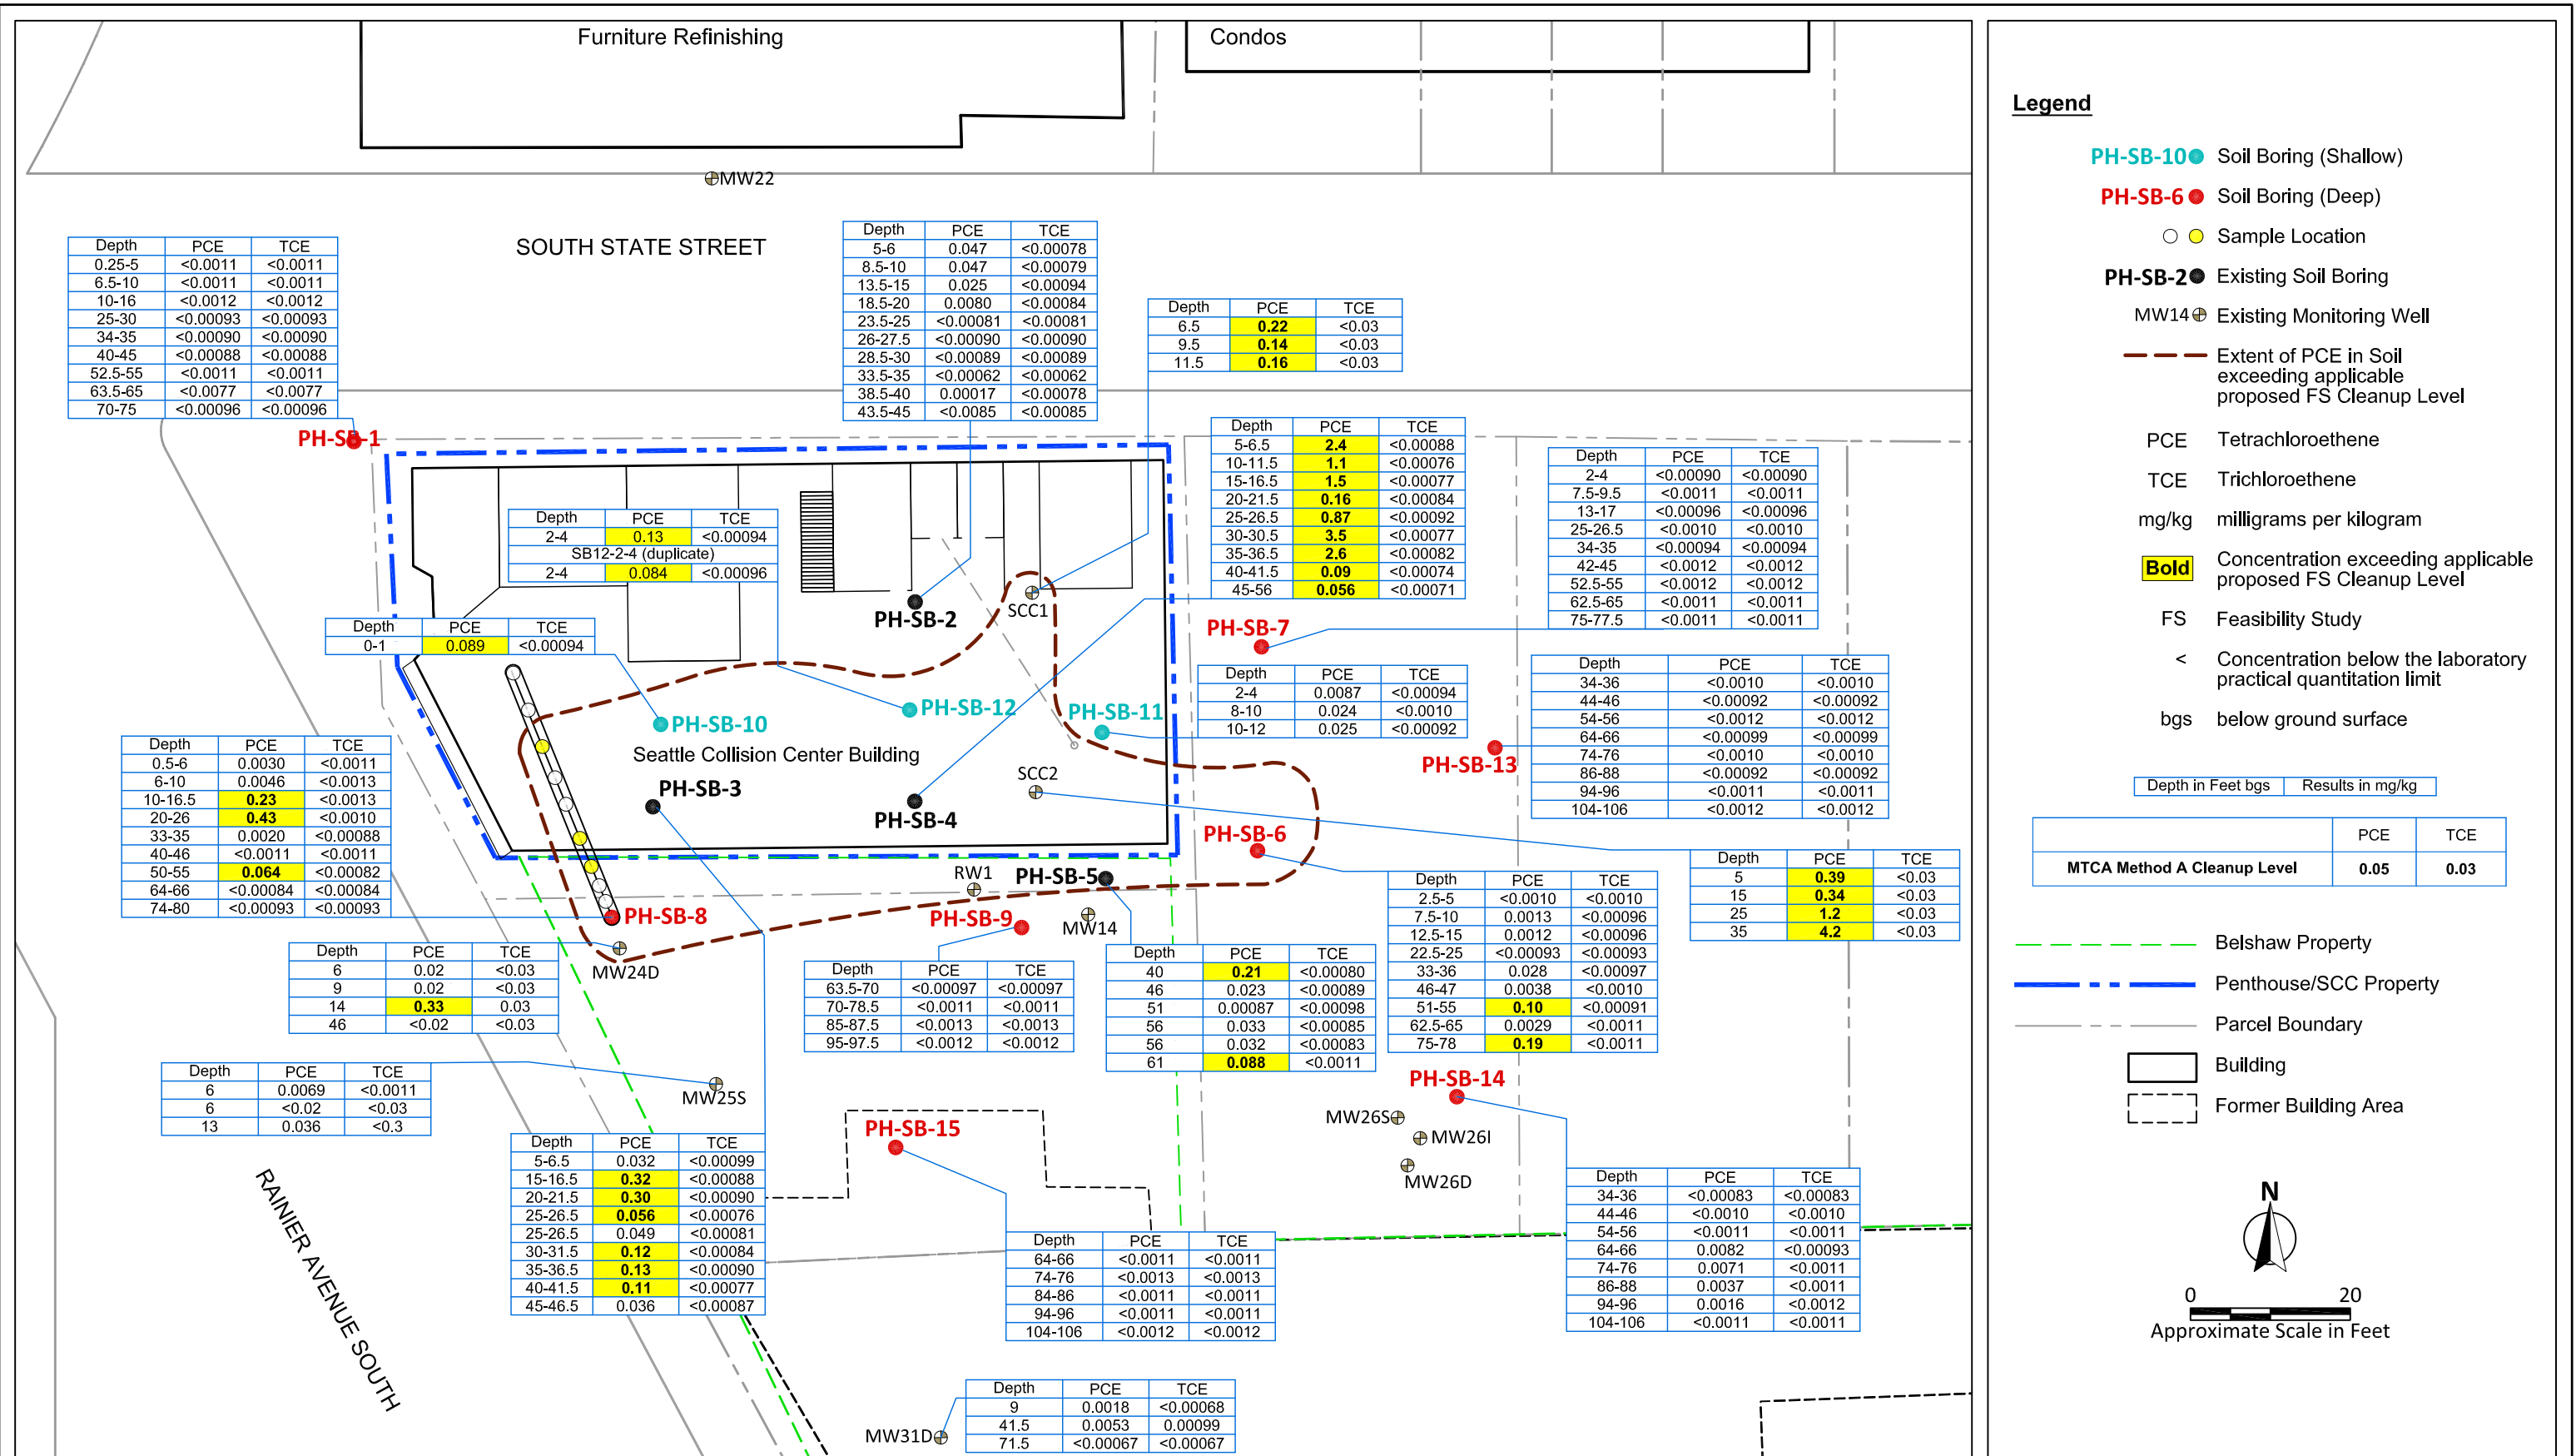 Furniture Refinishing
Condos
MW22
SOUTH STATE STREET
Depth PCE TCE
0.25-5 <0.0011 <0.0011
6.5-10 <0.0011 <0.0011
10-16 <0.0012 <0.0012
25-30 <0.00093 <0.00093
34-35 <0.00090 <0.00090
40-45 <0.00088 <0.00088
52.5-55 <0.0011 <0.0011
63.5-65 <0.0077 <0.0077
70-75 <0.00096 <0.00096
PH-SB-1
Depth PCE TCE
5-6 0.047 <0.00078
8.5-10 0.047 <0.00079
13.5-15 0.025 <0.00094
18.5-20 0.0080 <0.00084
23.5-25 <0.00081 <0.00081
26-27.5 <0.00090 <0.00090
28.5-30 <0.00089 <0.00089
33.5-35 <0.00062 <0.00062
38.5-40 0.00017 <0.00078
43.5-45 <0.0085 <0.00085
Depth PCE TCE
6.5 0.22 <0.03
9.5 0.14 <0.03
11.5 0.16 <0.03
Depth PCE TCE
5-6.5 2.4 <0.00088
10-11.5 1.1 <0.00076
15-16.5 1.5 <0.00077
20-21.5 0.16 <0.00084
25-26.5 0.87 <0.00092
30-30.5 3.5 <0.00077
35-36.5 2.6 <0.00082
40-41.5 0.09 <0.00074
45-56 0.056 <0.00071
Depth PCE TCE
2-4 <0.00090 <0.00090
7.5-9.5 <0.0011 <0.0011
13-17 <0.00096 <0.00096
25-26.5 <0.0010 <0.0010
34-35 <0.00094 <0.00094
42-45 <0.0012 <0.0012
52.5-55 <0.0012 <0.0012
62.5-65 <0.0011 <0.0011
75-77.5 <0.0011 <0.0011
Depth PCE TCE
2-4 0.13 <0.00094
SB12-2-4 (duplicate)
2-4 0.084 <0.00096
PH-SB-2
SCC1
PH-SB-7
Depth PCE TCE
0-1 0.089 <0.00094
Depth PCE TCE
2-4 0.0087 <0.00094
8-10 0.024 <0.0010
10-12 0.025 <0.00092
Depth PCE TCE
34-36 <0.0010 <0.0010
44-46 <0.00092 <0.00092
54-56 <0.0012 <0.0012
64-66 <0.00099 <0.00099
74-76 <0.0010 <0.0010
86-88 <0.00092 <0.00092
94-96 <0.0011 <0.0011
104-106 <0.0012 <0.0012
PH-SB-10
PH-SB-12
PH-SB-11
PH-SB-13
Seattle Collision Center Building
SCC2
PH-SB-3
PH-SB-4
PH-SB-6
Depth PCE TCE
0.5-6 0.0030 <0.0011
6-10 0.0046 <0.0013
10-16.5 0.23 <0.0013
20-26 0.43 <0.0010
33-35 0.0020 <0.00088
40-46 <0.0011 <0.0011
50-55 0.064 <0.00082
64-66 <0.00084 <0.00084
74-80 <0.00093 <0.00093
RW1
PH-SB-5
PH-SB-8
PH-SB-9
MW14
MW24D
Depth PCE TCE
5 0.39 <0.03
15 0.34 <0.03
25 1.2 <0.03
35 4.2 <0.03
Depth PCE TCE
6 0.02 <0.03
9 0.02 <0.03
14 0.33 0.03
46 <0.02 <0.03
Depth PCE TCE
63.5-70 <0.00097 <0.00097
70-78.5 <0.0011 <0.0011
85-87.5 <0.0013 <0.0013
95-97.5 <0.0012 <0.0012
Depth PCE TCE
40 0.21 <0.00080
46 0.023 <0.00089
51 0.00087 <0.00098
56 0.033 <0.00085
56 0.032 <0.00083
61 0.088 <0.0011
Depth PCE TCE
2.5-5 <0.0010 <0.0010
7.5-10 0.0013 <0.00096
12.5-15 0.0012 <0.00096
22.5-25 <0.00093 <0.00093
33-36 0.028 <0.00097
46-47 0.0038 <0.0010
51-55 0.10 <0.00091
62.5-65 0.0029 <0.0011
75-78 0.19 <0.0011
Depth PCE TCE
6 0.0069 <0.0011
6 <0.02 <0.03
13 0.036 <0.3
MW25S
PH-SB-14
MW26S
MW26I
MW26D
PH-SB-15
Depth PCE TCE
5-6.5 0.032 <0.00099
15-16.5 0.32 <0.00088
20-21.5 0.30 <0.00090
25-26.5 0.056 <0.00076
25-26.5 0.049 <0.00081
30-31.5 0.12 <0.00084
35-36.5 0.13 <0.00090
40-41.5 0.11 <0.00077
45-46.5 0.036 <0.00087
Depth PCE TCE
64-66 <0.0011 <0.0011
74-76 <0.0013 <0.0013
84-86 <0.0011 <0.0011
94-96 <0.0011 <0.0011
104-106 <0.0012 <0.0012
Depth PCE TCE
34-36 <0.00083 <0.00083
44-46 <0.0010 <0.0010
54-56 <0.0011 <0.0011
64-66 0.0082 <0.00093
74-76 0.0071 <0.0011
86-88 0.0037 <0.0011
94-96 0.0016 <0.0012
104-106 <0.0011 <0.0011
RAINIER AVENUE SOUTH
MW31D
Depth PCE TCE
9 0.0018 <0.00068
41.5 0.0053 0.00099
71.5 <0.00067 <0.00067
Legend
PH-SB-10 Soil Boring (Shallow)
PH-SB-6 Soil Boring (Deep)
Sample Location
PH-SB-2 Existing Soil Boring
MW14 Existing Monitoring Well
Extent of PCE in Soil
exceeding applicable
proposed FS Cleanup Level
PCE Tetrachloroethene
TCE Trichloroethene
mg/kg milligrams per kilogram
Bold Concentration exceeding applicable
proposed FS Cleanup Level
FS Feasibility Study
< Concentration below the laboratory
practical quantitation limit
bgs below ground surface
Depth in Feet bgs Results in mg/kg
PCE TCE
MTCA Method A Cleanup Level 0.05 0.03
Belshaw Property
Penthouse/SCC Property
Parcel Boundary
Building
Former Building Area
N
0 20
Approximate Scale in Feet